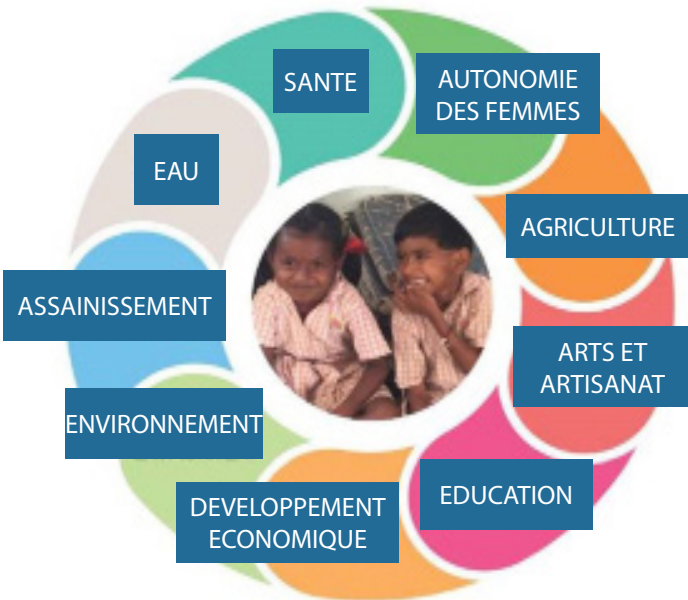 SANTE
AUTONOMIE
DES FEMMES
AGRICULTURE
ARTS ET
ARTISANAT
EDUCATION
DEVELOPPEMENT
ECONOMIQUE
ENVIRONNEMENT
ASSAINISSEMENT
EAU